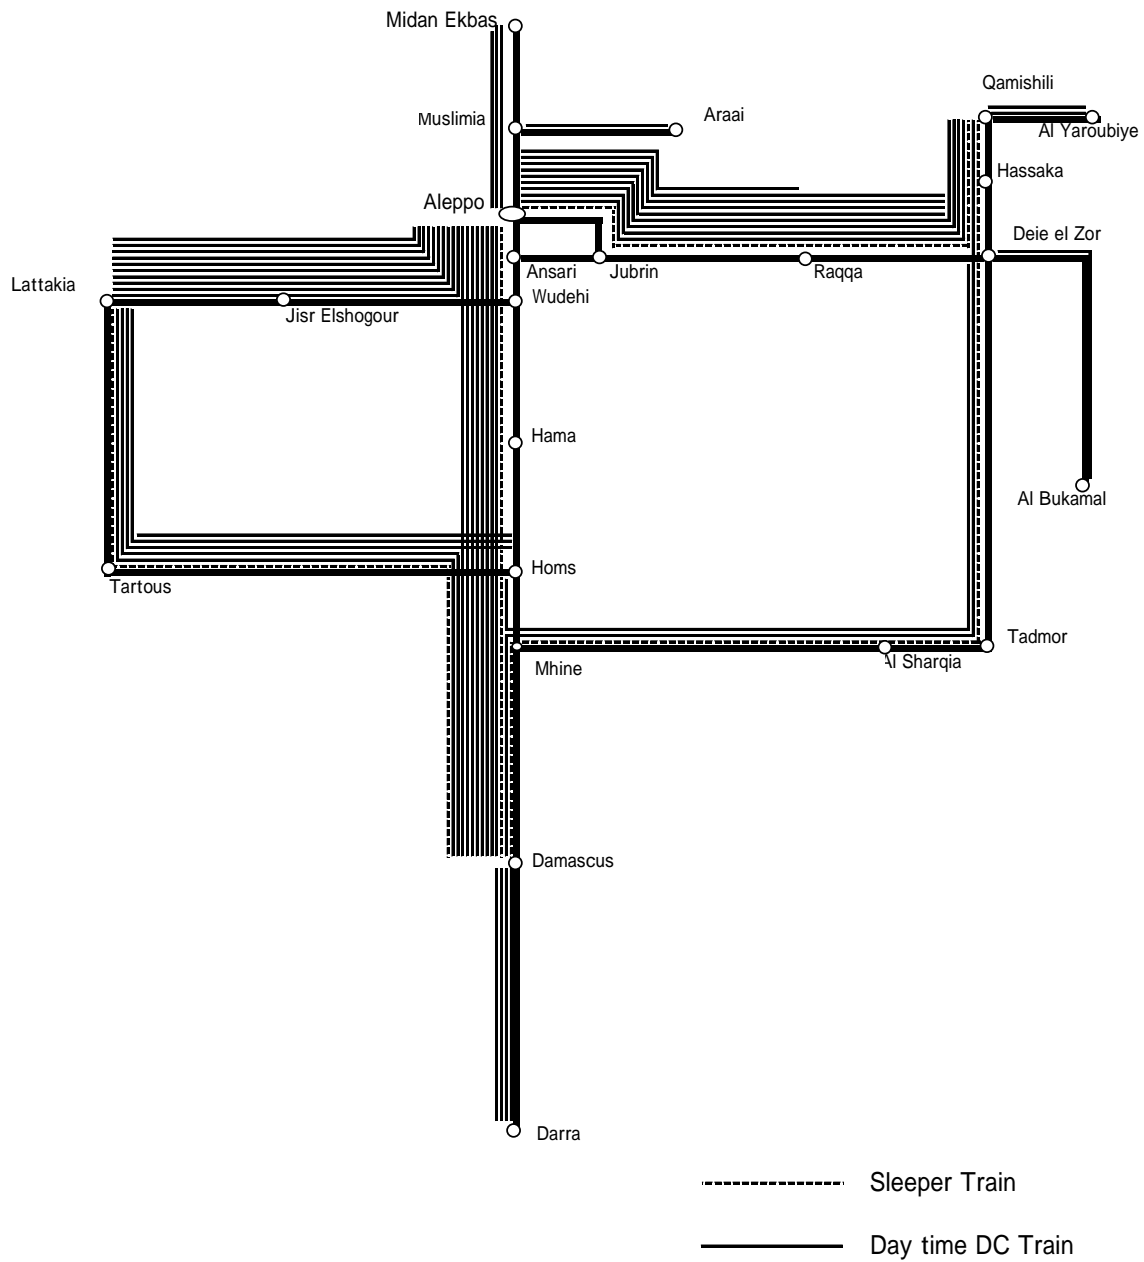 Midan Ekbas
Qamishili
Muslimia
Araai
Al Yaroubiye
Hassaka
Aleppo
Deie el Zor
Ansari
Jubrin
Raqqa
Lattakia
Wudehi
Jisr Elshogour
Hama
Al Bukamal
Homs
Tartous
Tadmor
Al Sharqia
Mhine
Damascus
Darra
Sleeper Train
Day time DC Train